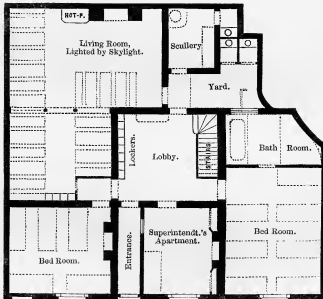 HOT-P.
Living Room,
Lighted by Skylight.
Scullery
Yard.
Lockers.
Lobby.
STAIRS
Bath Room.
Bed Room.
Entrance.
Superintendt.'s
Apartment.
Bed Room.